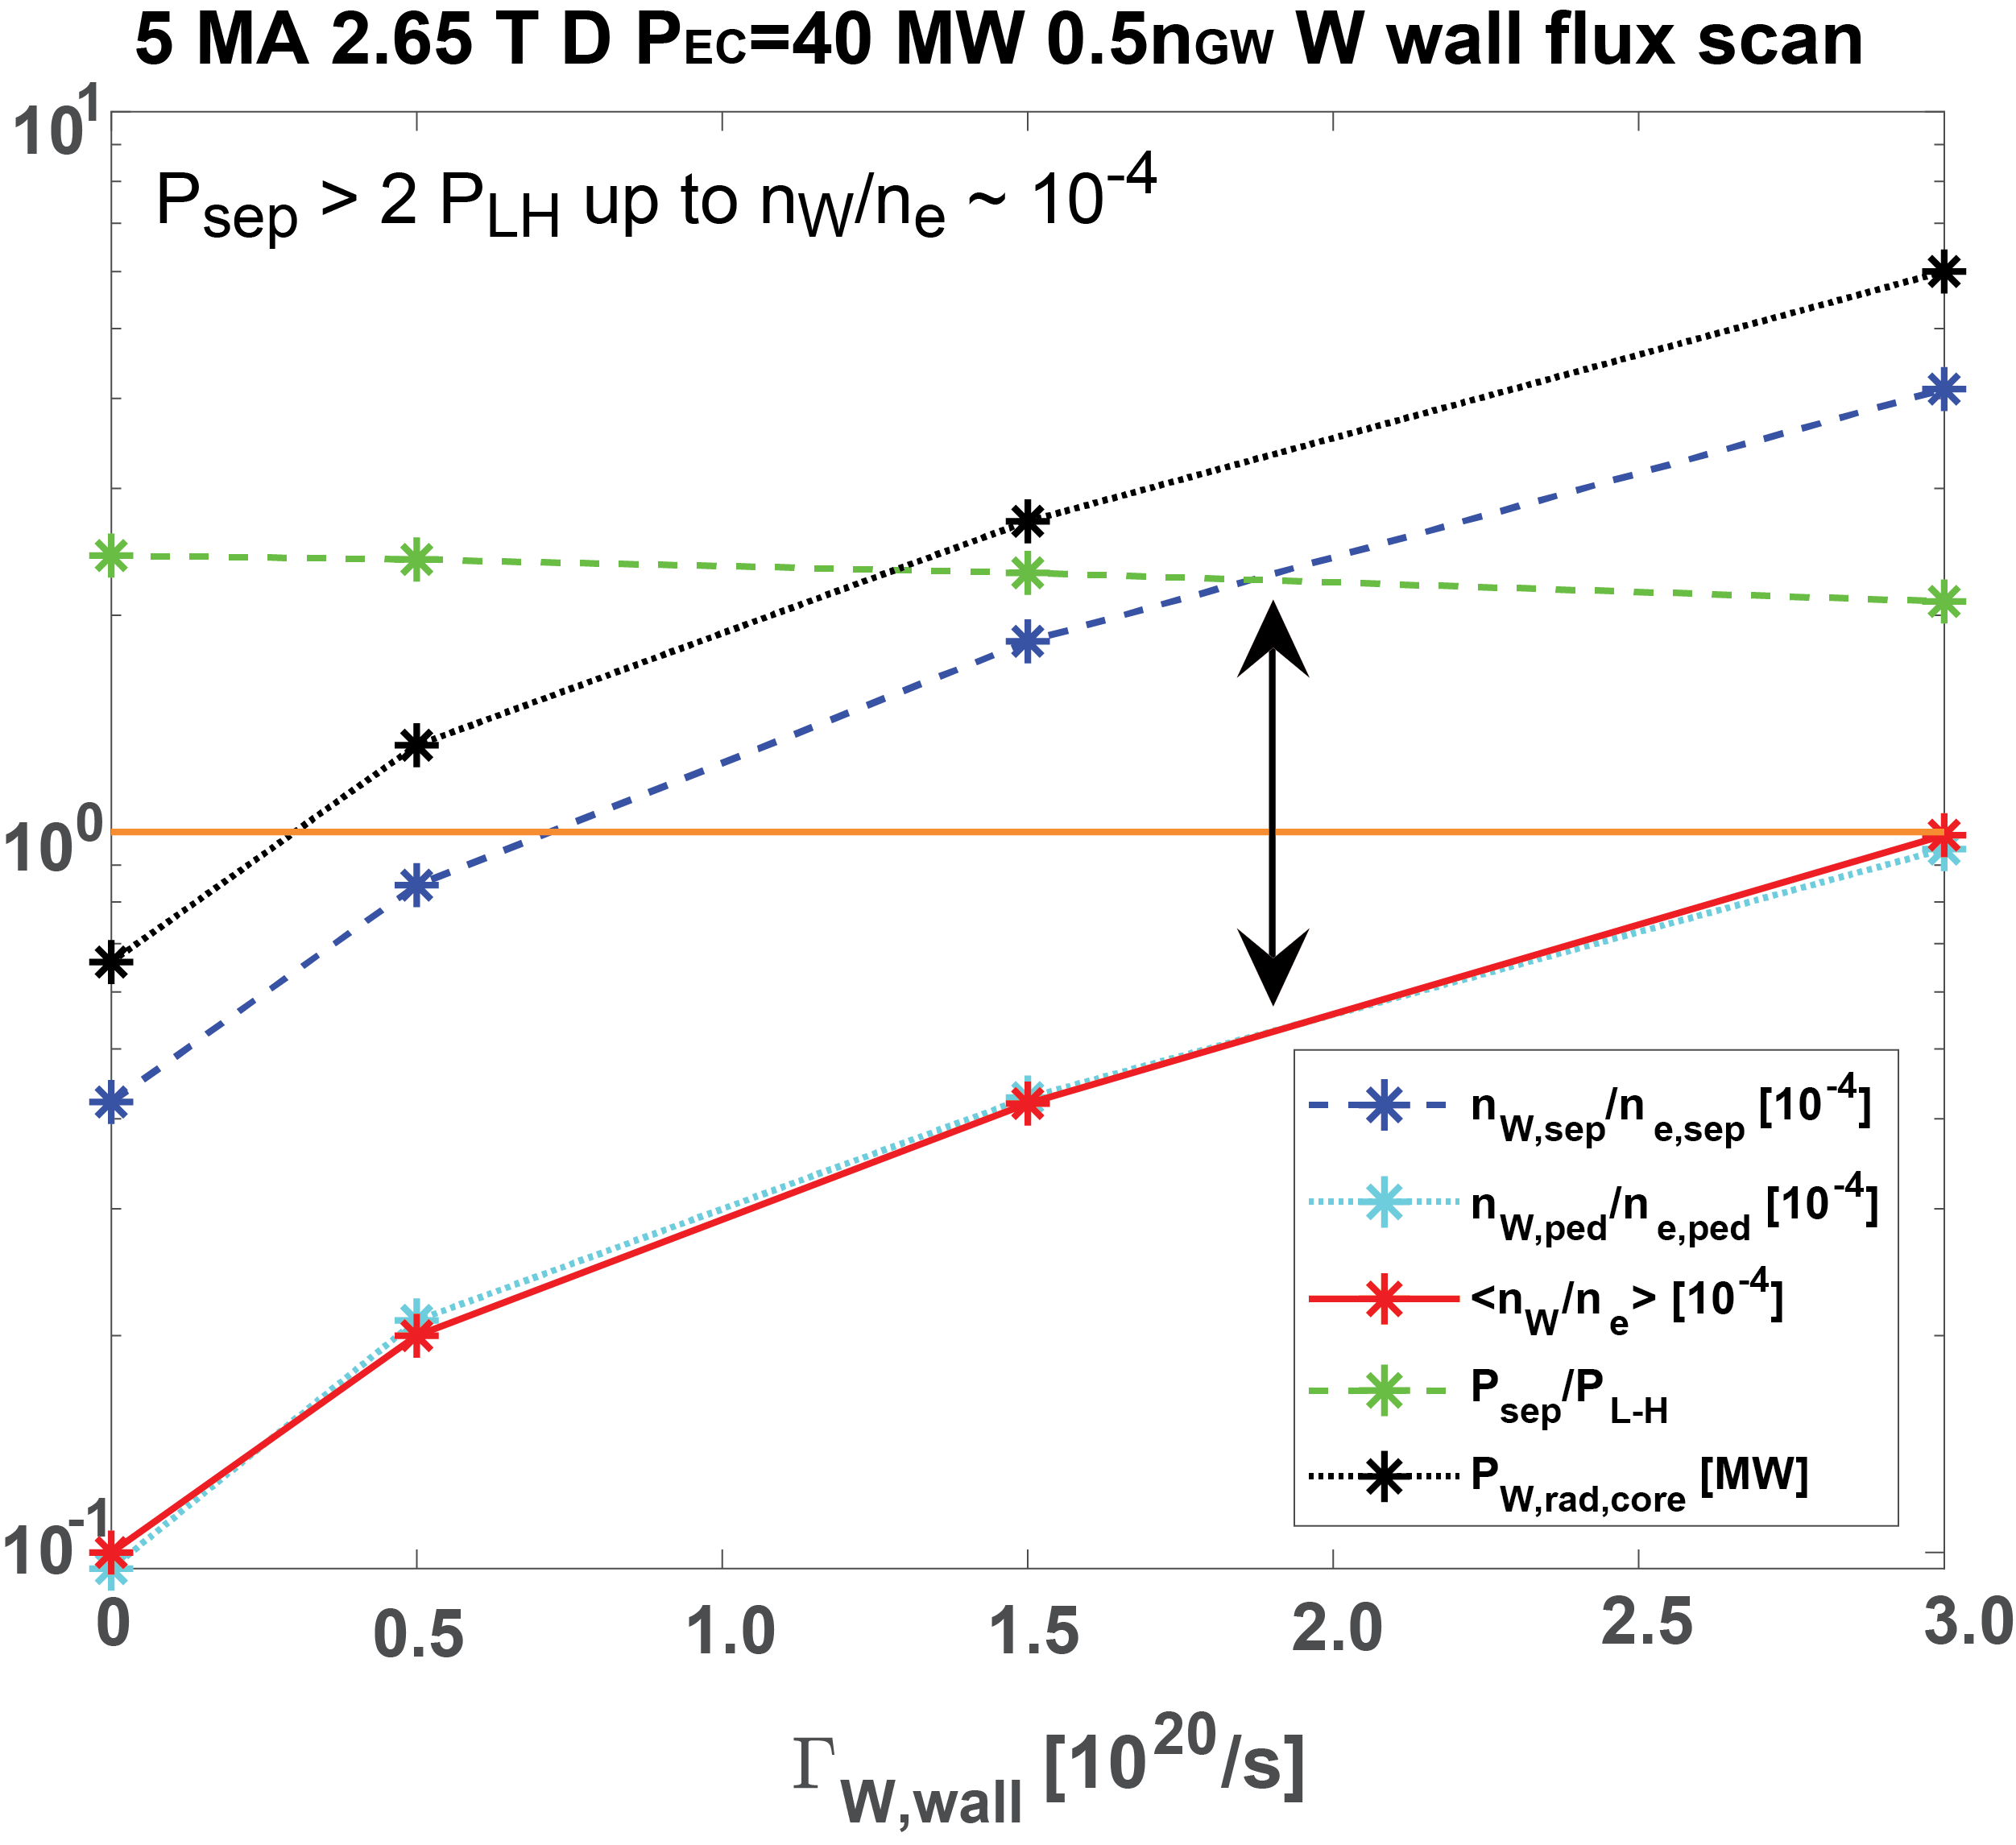 5 MA 2.65 T D PEC=40 MW 0.5nGW W wall flux scan
10^1
Psep > 2 PLH up to nW/ne ~ 10^-4
10^0
10^-1
nW,sep/ne,sep [10^-4]
nW,ped/ne,ped [10^-4]
<nW/ne> [10^-4]
Psep/PL-H
PW,rad,core [MW]
0 0.5 1.0 1.5 2.0 2.5 3.0
ΓW,wall [10^20/s]